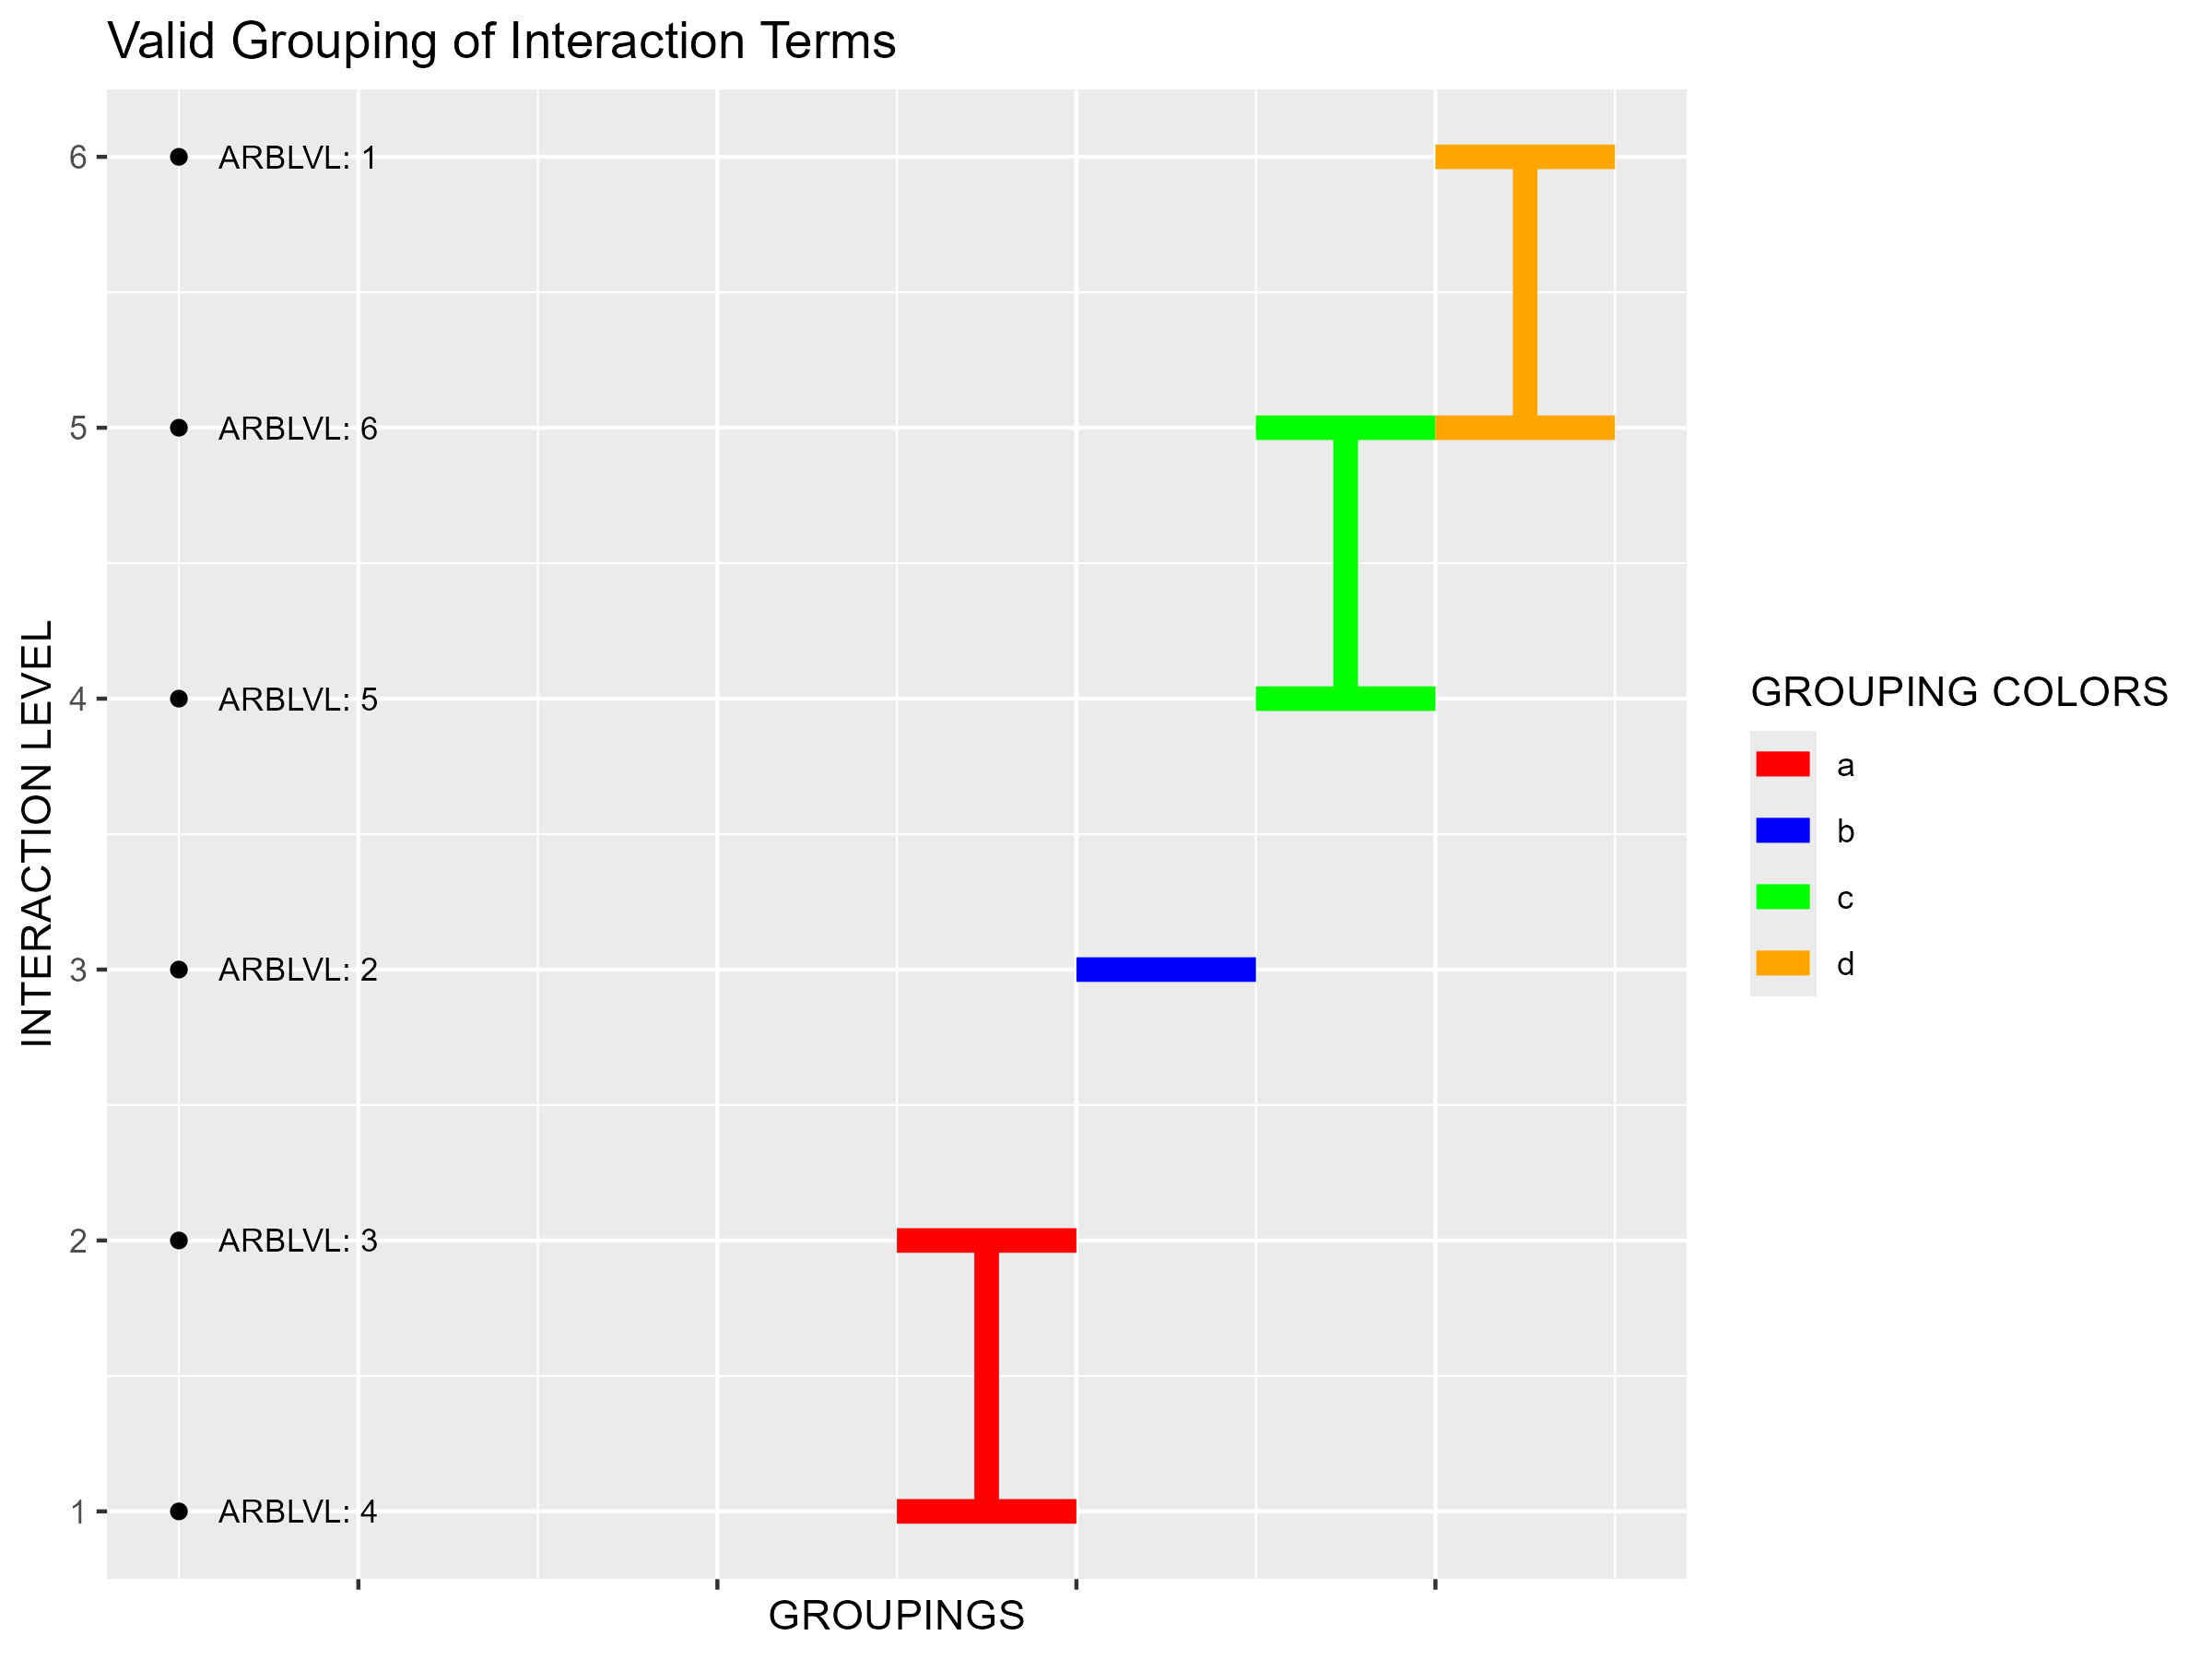 Valid Grouping of Interaction Terms
INTERACTION LEVEL
6
ARBLVL: 1
5
ARBLVL: 6
4
ARBLVL: 5
3
ARBLVL: 2
2
ARBLVL: 3
1
ARBLVL: 4
GROUPINGS
GROUPING COLORS
a
b
c
d